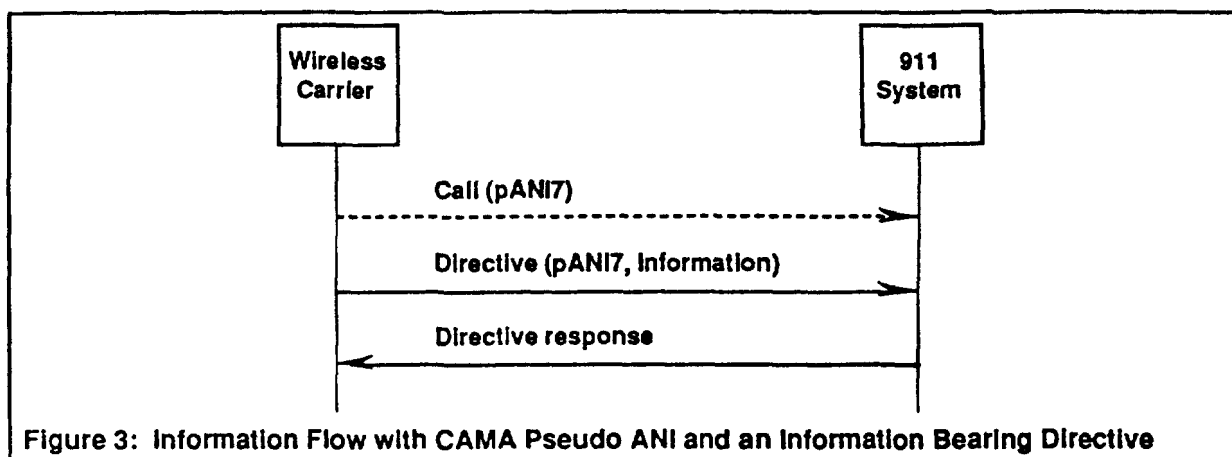 Wireless
Carrier
911
System
Call (pANI7)
Directive (pANI7, Information)
Directive response
Figure 3: Information Flow with CAMA Pseudo ANI and an Information Bearing Directive